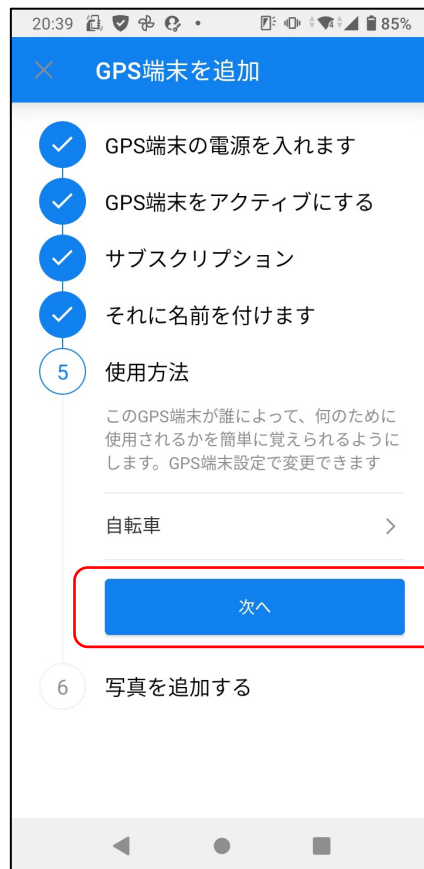 20:39
85%
GPS端末を追加
GPS端末の電源を入れます
GPS端末をアクティブにする
サブスクリプション
それに名前を付けます
5 使用方法
このGPS端末が誰によって、何のために
使用されるかを簡単に覚えられるように
します。GPS端末設定で変更できます
自転車
次へ
6 写真を追加する